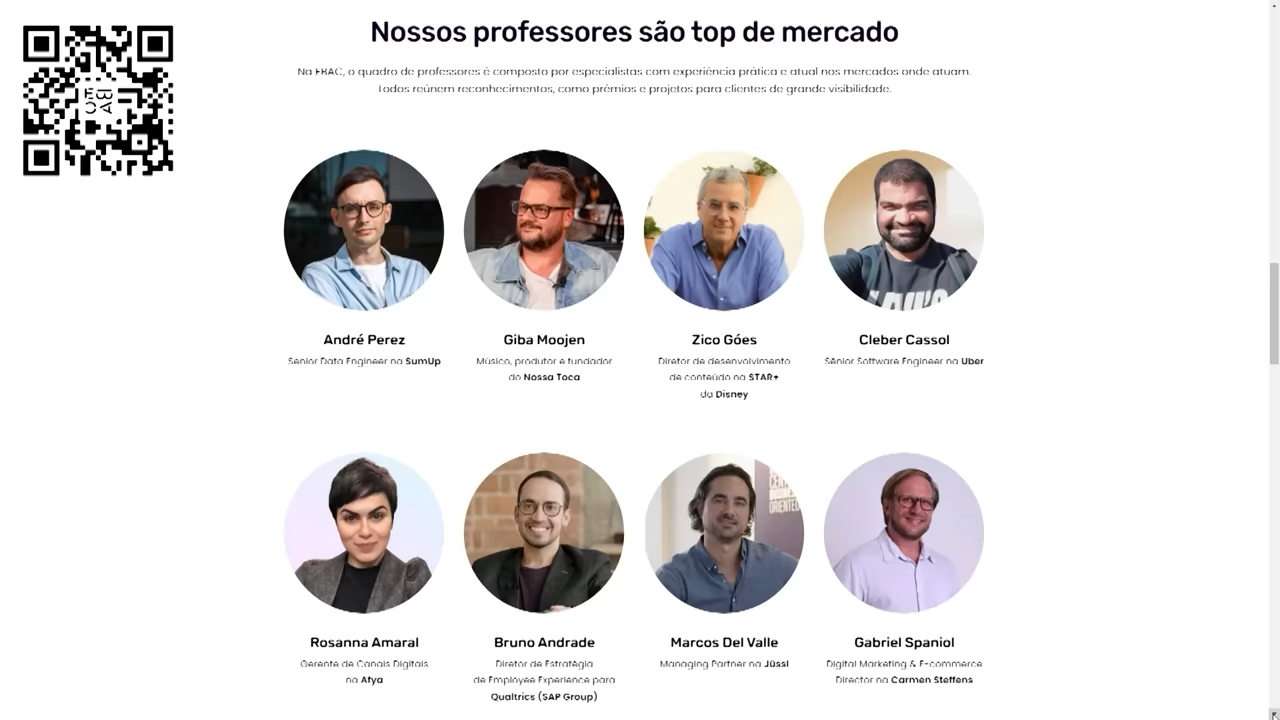 Nossos professores são top de mercado
Na EBAC, o quadro de professores é composto por especialistas com experiência prática e atual nos mercados onde atuam.
Todos reúnem reconhecimentos, como prêmios e projetos para clientes de grande visibilidade.
EBAC
André Perez
Senior Data Engineer na SumUp
Giba Moojen
Músico, produtor e fundador
do Nossa Toca
Zico Góes
Diretor de desenvolvimento
de conteúdo na STAR+
da Disney
Cleber Cassol
Sênior Software Engineer na Uber
Rosanna Amaral
Gerente de Canais Digitais
na Afya
Bruno Andrade
Diretor de Estratégia
de Employee Experience para
Qualtrics (SAP Group)
Marcos Del Valle
Managing Partner na Jüssi
Gabriel Spaniol
Digital Marketing & E-commerce
Director na Carmen Steffens